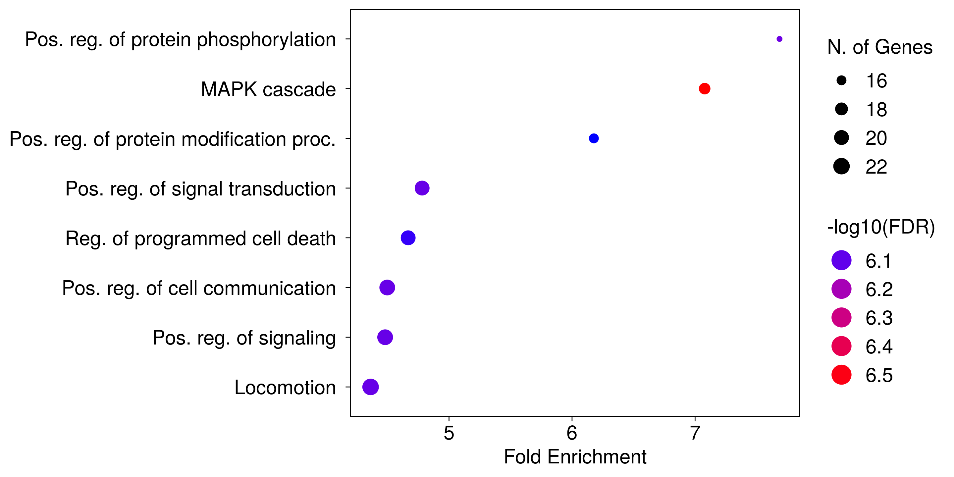 Pos. reg. of protein phosphorylation
MAPK cascade
Pos. reg. of protein modification proc.
Pos. reg. of signal transduction
Reg. of programmed cell death
Pos. reg. of cell communication
Pos. reg. of signaling
Locomotion
5 6 7
Fold Enrichment
N. of Genes
16
18
20
22
-log10(FDR)
6.1
6.2
6.3
6.4
6.5